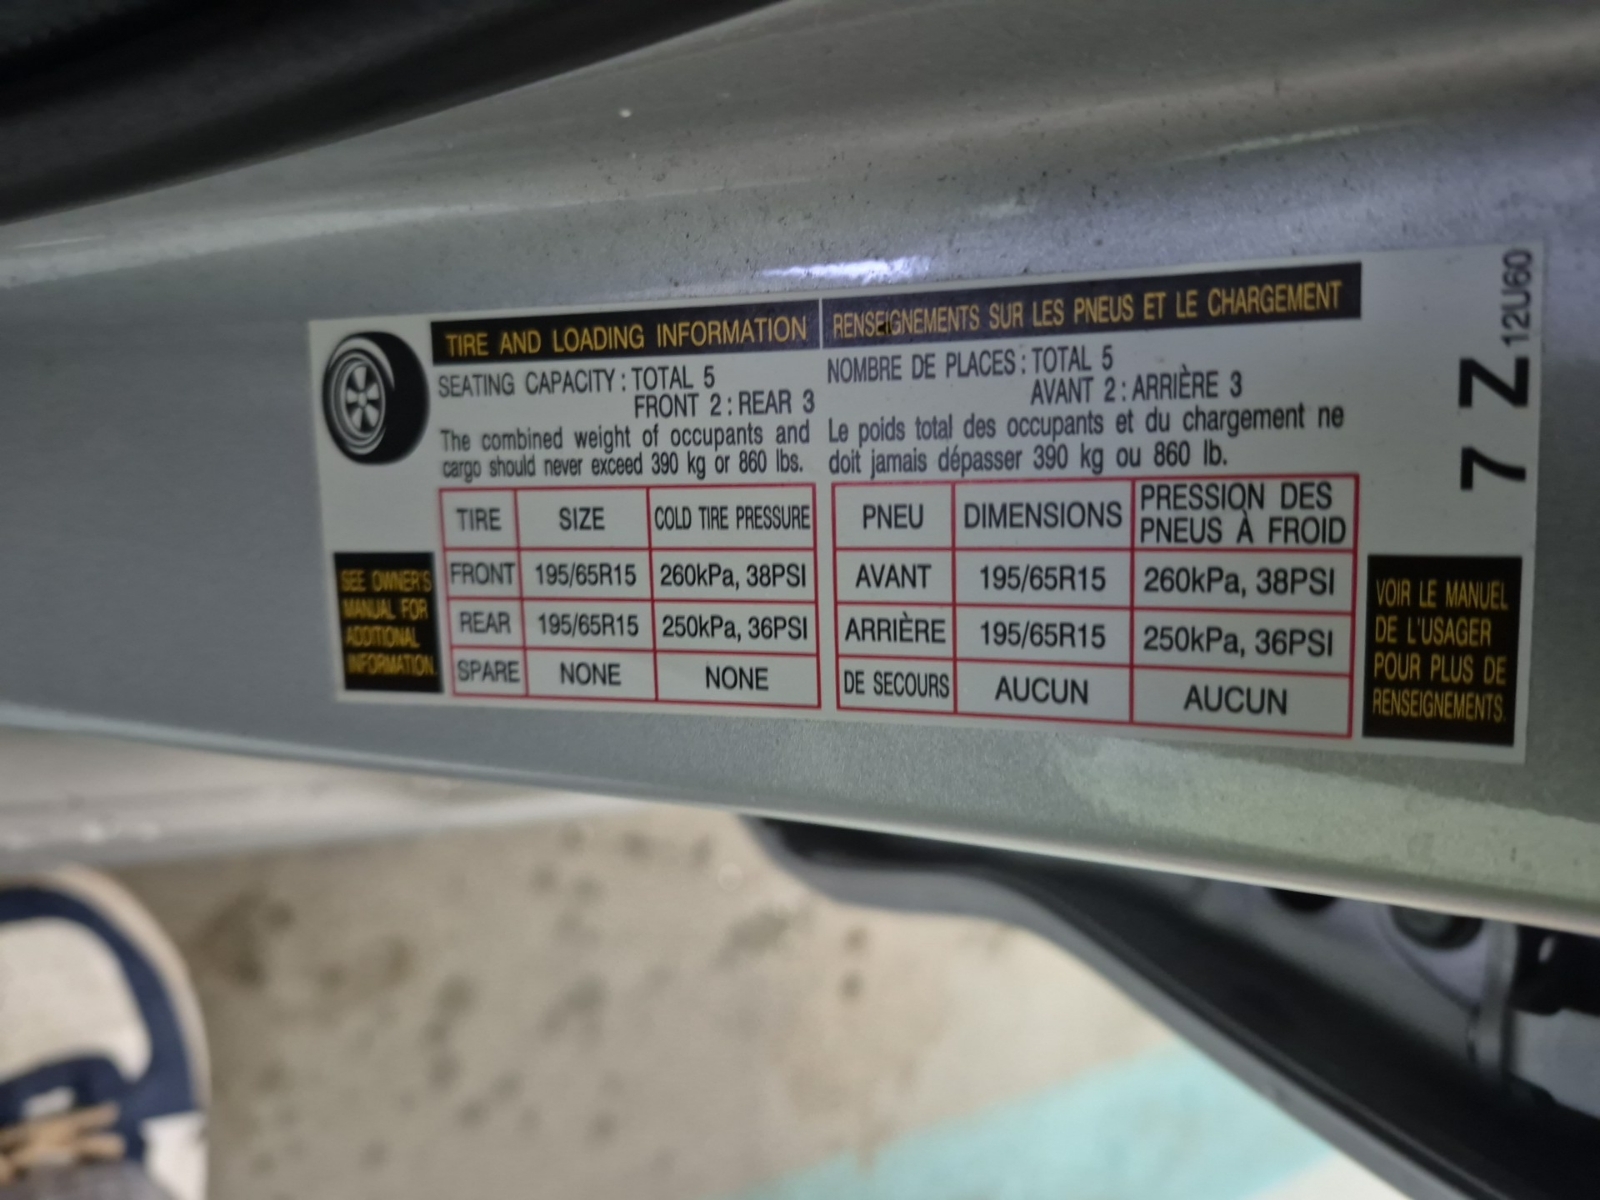 TIRE AND LOADING INFORMATION
SEATING CAPACITY : TOTAL 5
FRONT 2 : REAR 3
The combined weight of occupants and
cargo should never exceed 390 kg or 860 lbs.
TIRE SIZE COLD TIRE PRESSURE
FRONT 195/65R15 260kPa, 38PSI
REAR 195/65R15 250kPa, 36PSI
SPARE NONE NONE
SEE OWNER'S
MANUAL FOR
ADDITIONAL
INFORMATION
RENSEIGNEMENTS SUR LES PNEUS ET LE CHARGEMENT
NOMBRE DE PLACES : TOTAL 5
AVANT 2 : ARRIÈRE 3
Le poids total des occupants et du chargement ne
doit jamais dépasser 390 kg ou 860 lb.
PNEU DIMENSIONS PRESSION DES
PNEUS À FROID
AVANT 195/65R15 260kPa, 38PSI
ARRIÈRE 195/65R15 250kPa, 36PSI
DE SECOURS AUCUN AUCUN
VOIR LE MANUEL
DE L'USAGER
POUR PLUS DE
RENSEIGNEMENTS.
7 Z 12U60